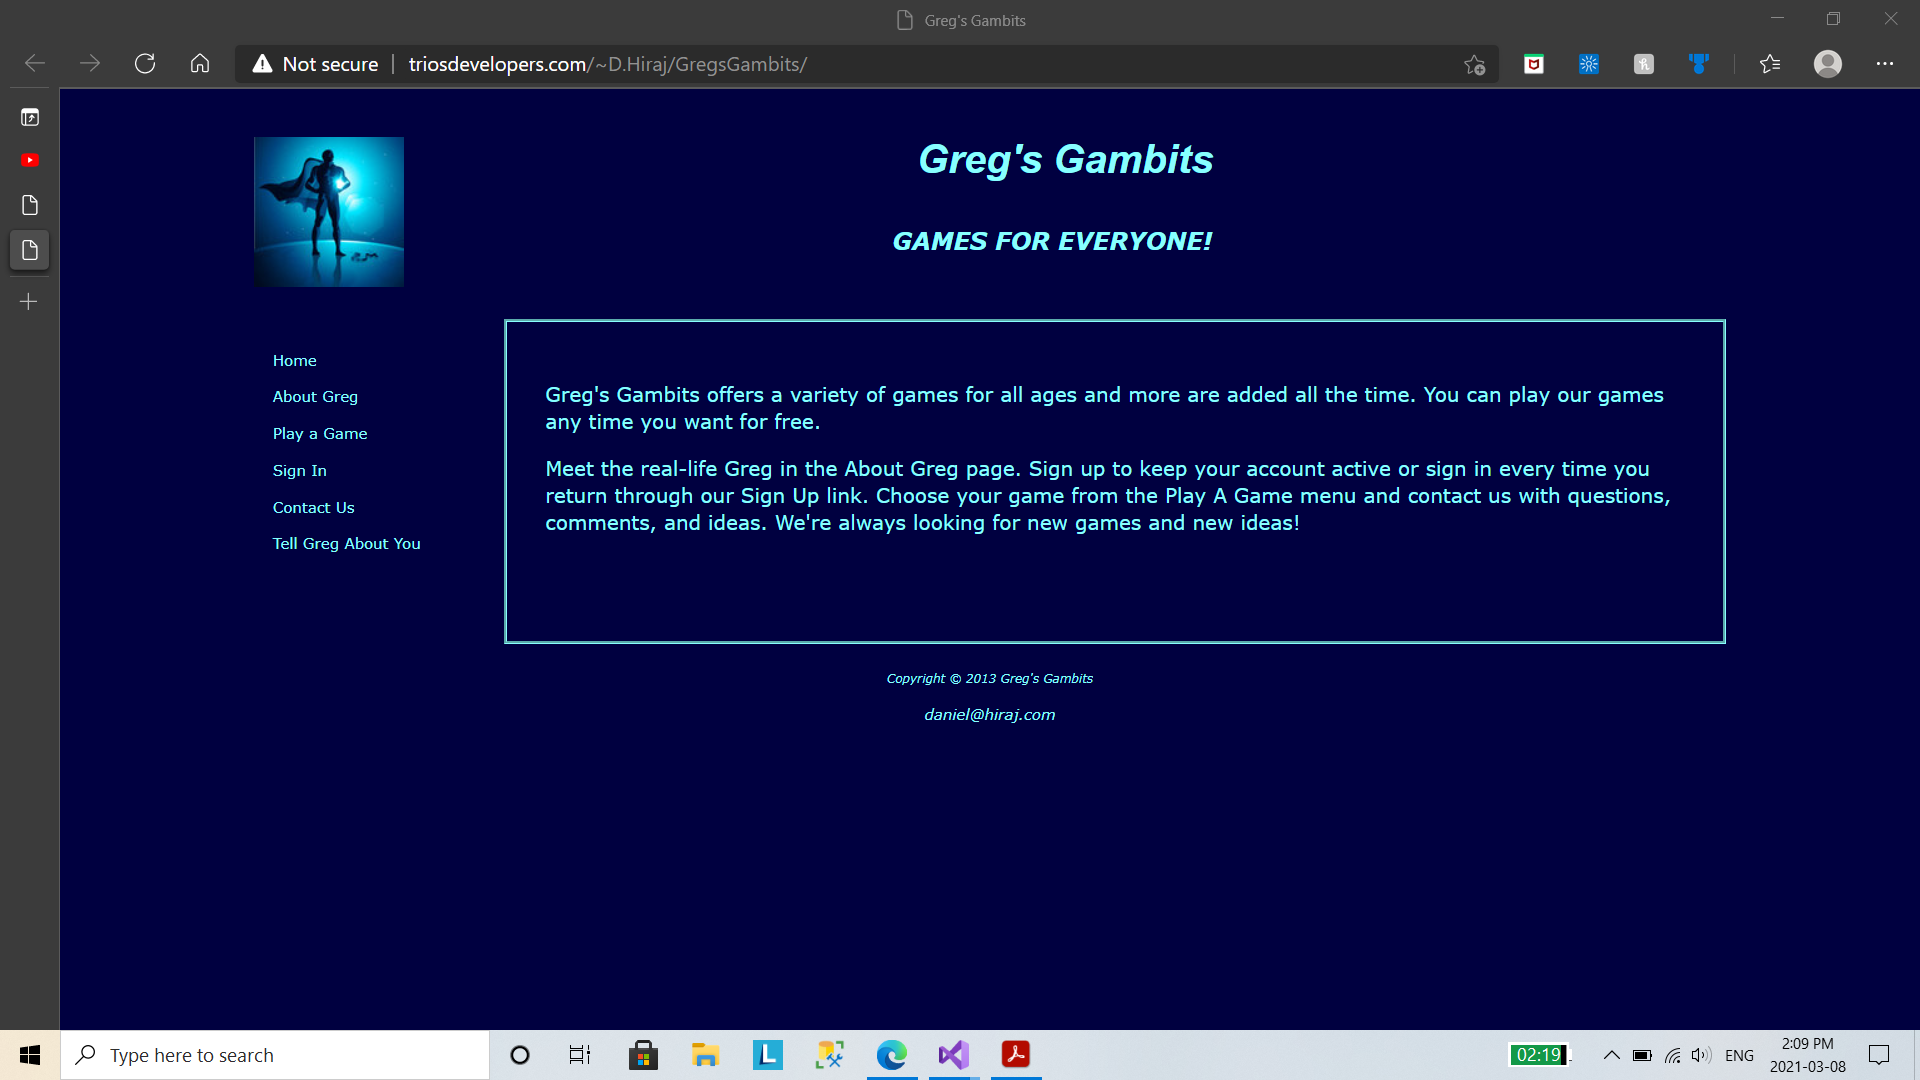 Greg's Gambits
Not secure
triosdevelopers.com/~D.Hiraj/GregsGambits/
Greg's Gambits
GAMES FOR EVERYONE!
Home
About Greg
Play a Game
Sign In
Contact Us
Tell Greg About You
Greg's Gambits offers a variety of games for all ages and more are added all the time. You can play our games
any time you want for free.
Meet the real-life Greg in the About Greg page. Sign up to keep your account active or sign in every time you
return through our Sign Up link. Choose your game from the Play A Game menu and contact us with questions,
comments, and ideas. We're always looking for new games and new ideas!
Copyright © 2013 Greg's Gambits
daniel@hiraj.com
Type here to search
L
02:19
ENG
2:09 PM
2021-03-08